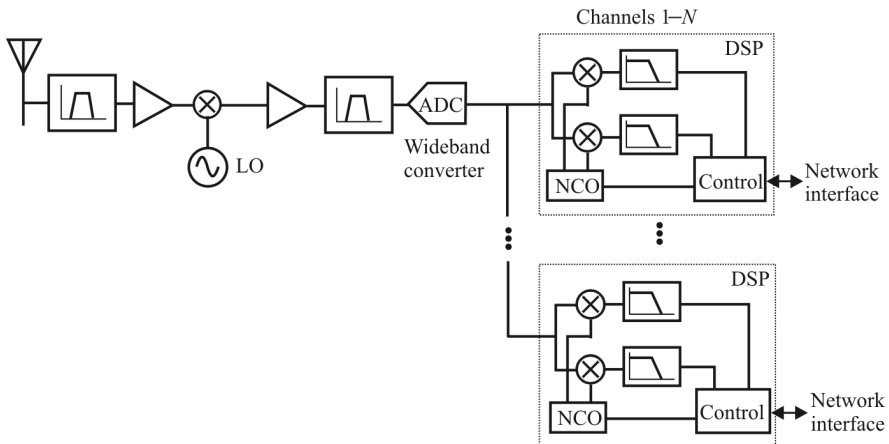 Channels 1–N
DSP
ADC
Wideband
converter
LO
NCO
Control
Network
interface
DSP
NCO
Control
Network
interface